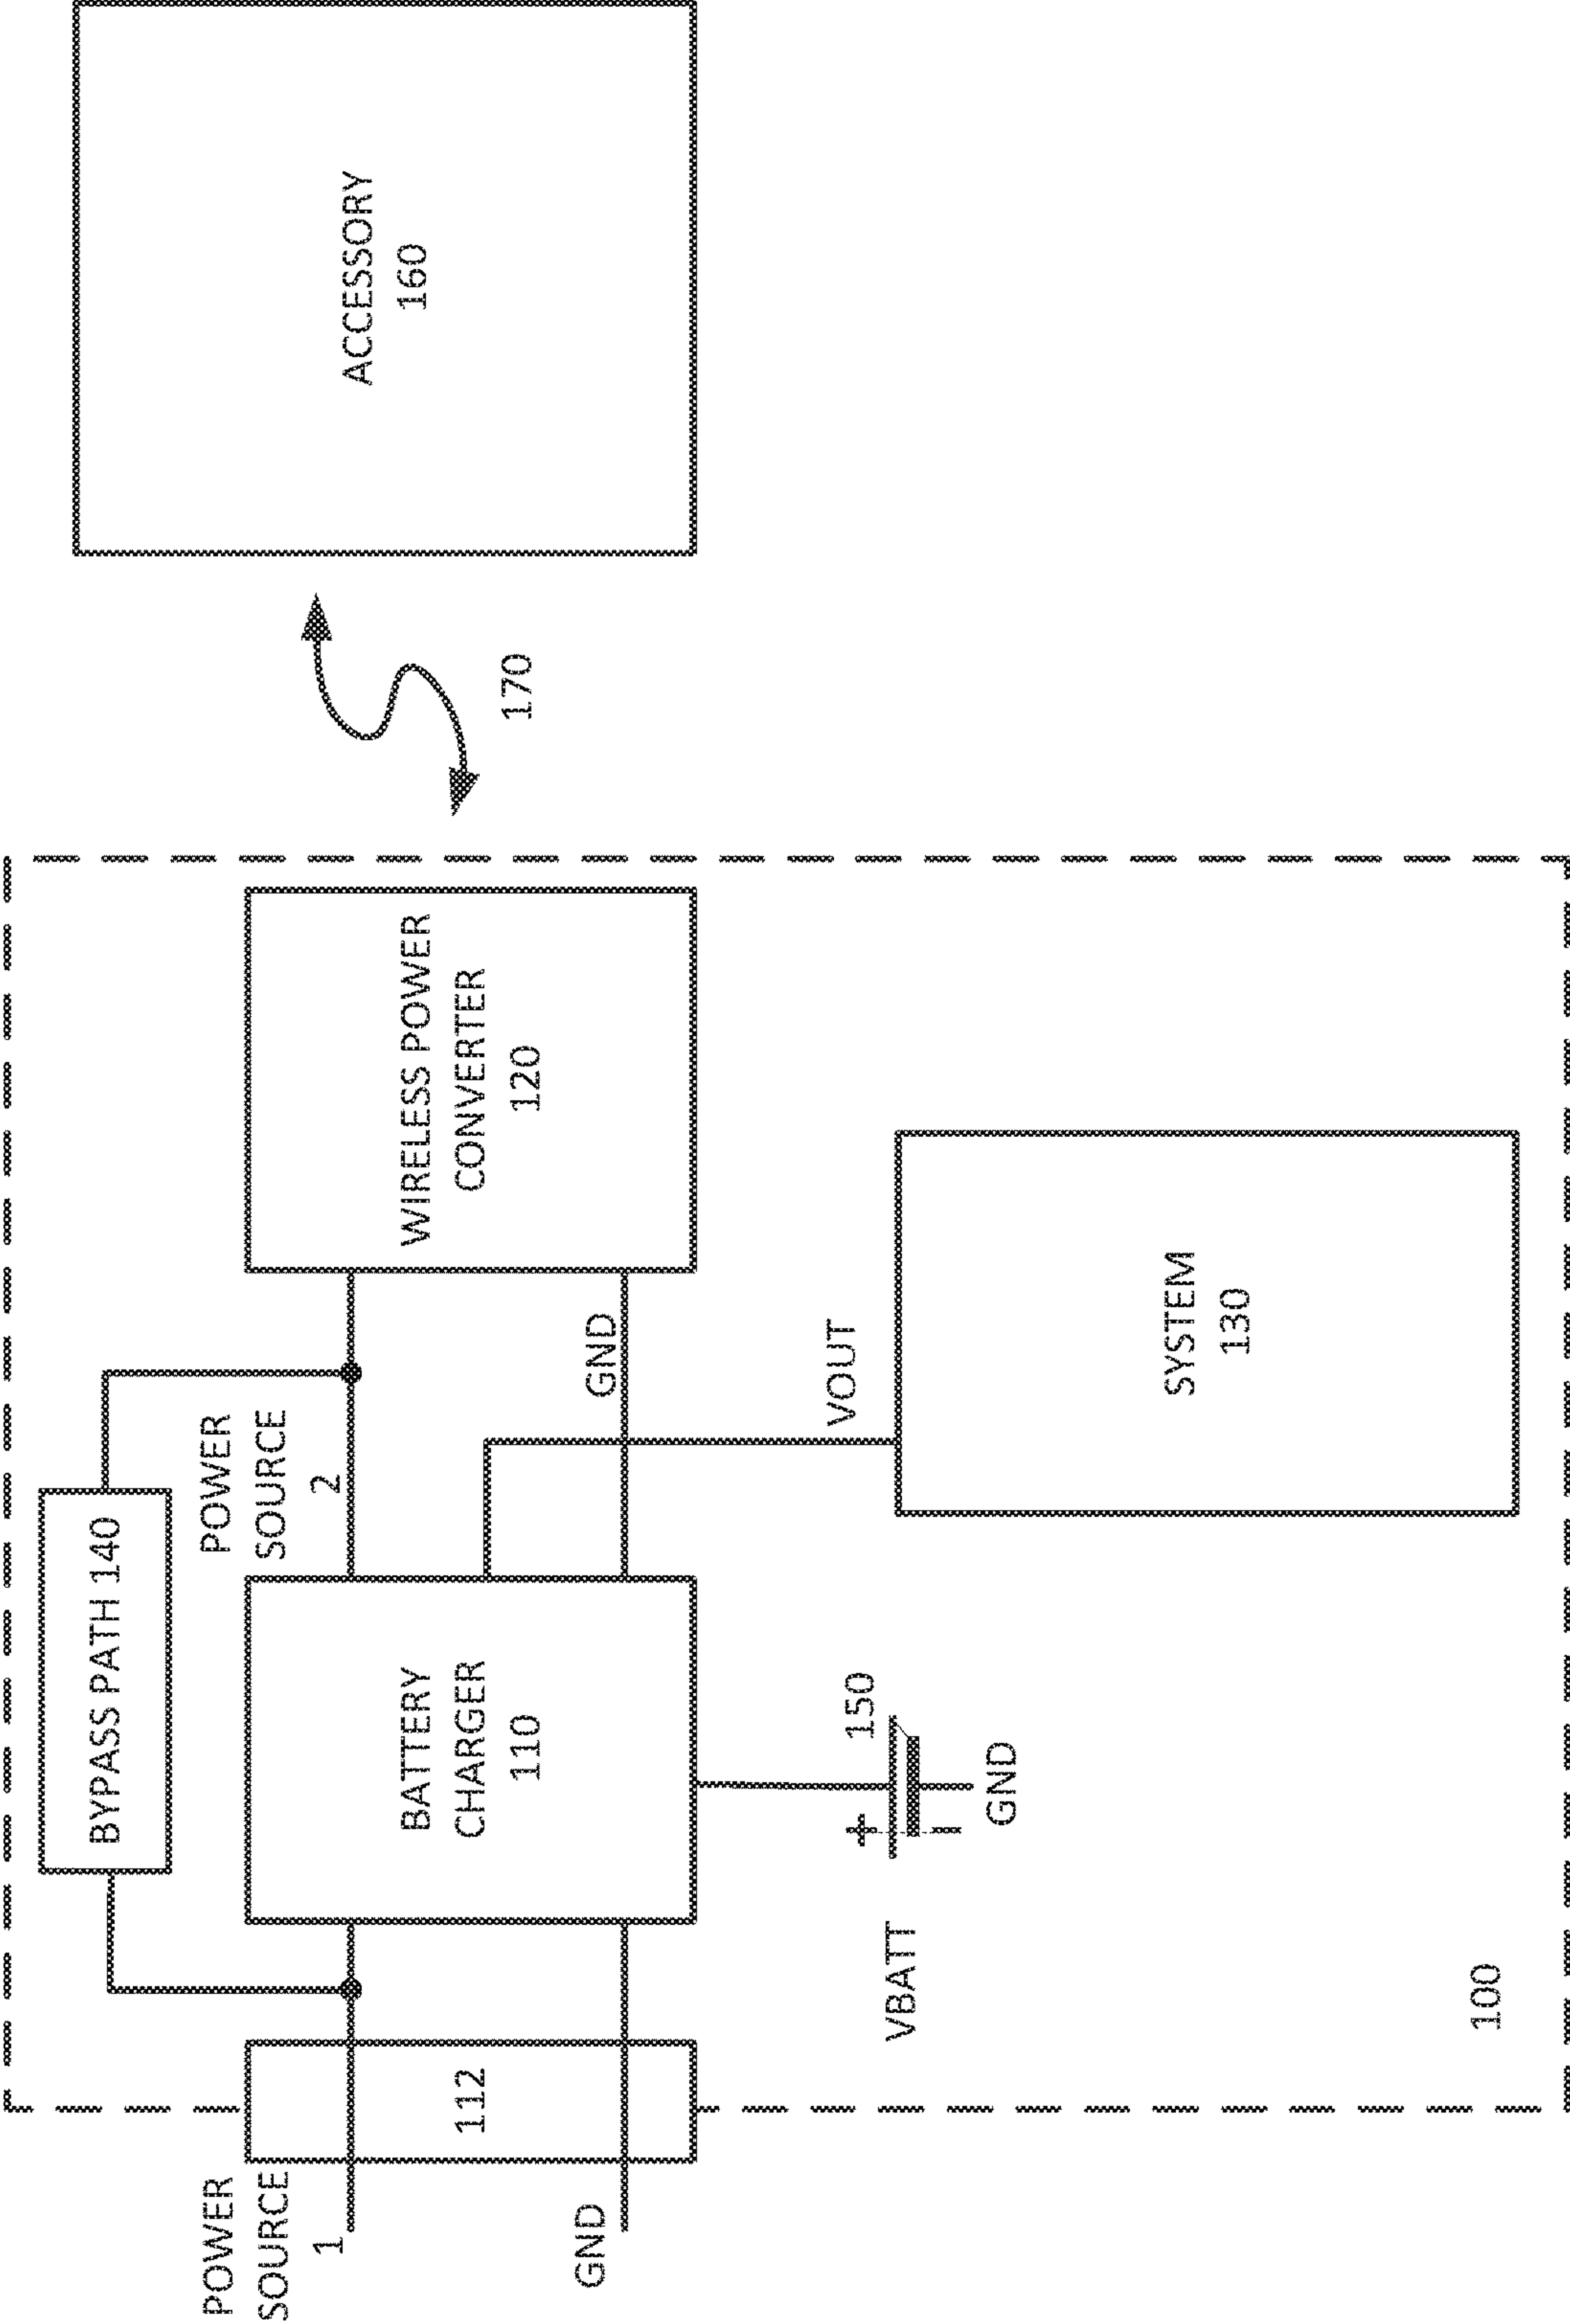 BYPASS PATH 140
POWER
SOURCE
1
POWER
SOURCE
2
112
BATTERY
CHARGER
110
WIRELESS POWER
CONVERTER
120
ACCESSORY
160
170
GND
GND
VOUT
VBATT
+
150
GND
SYSTEM
130
100